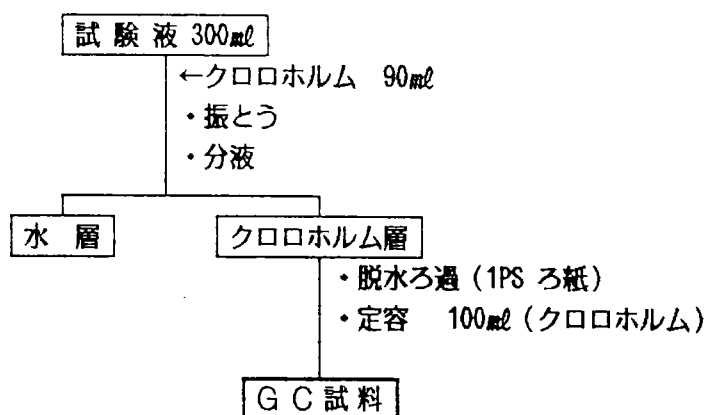 試験液 300ml
←クロロホルム 90ml
・振とう
・分液
水層
クロロホルム層
・脱水ろ過（1PS ろ紙）
・定容 100ml（クロロホルム）
GC試料